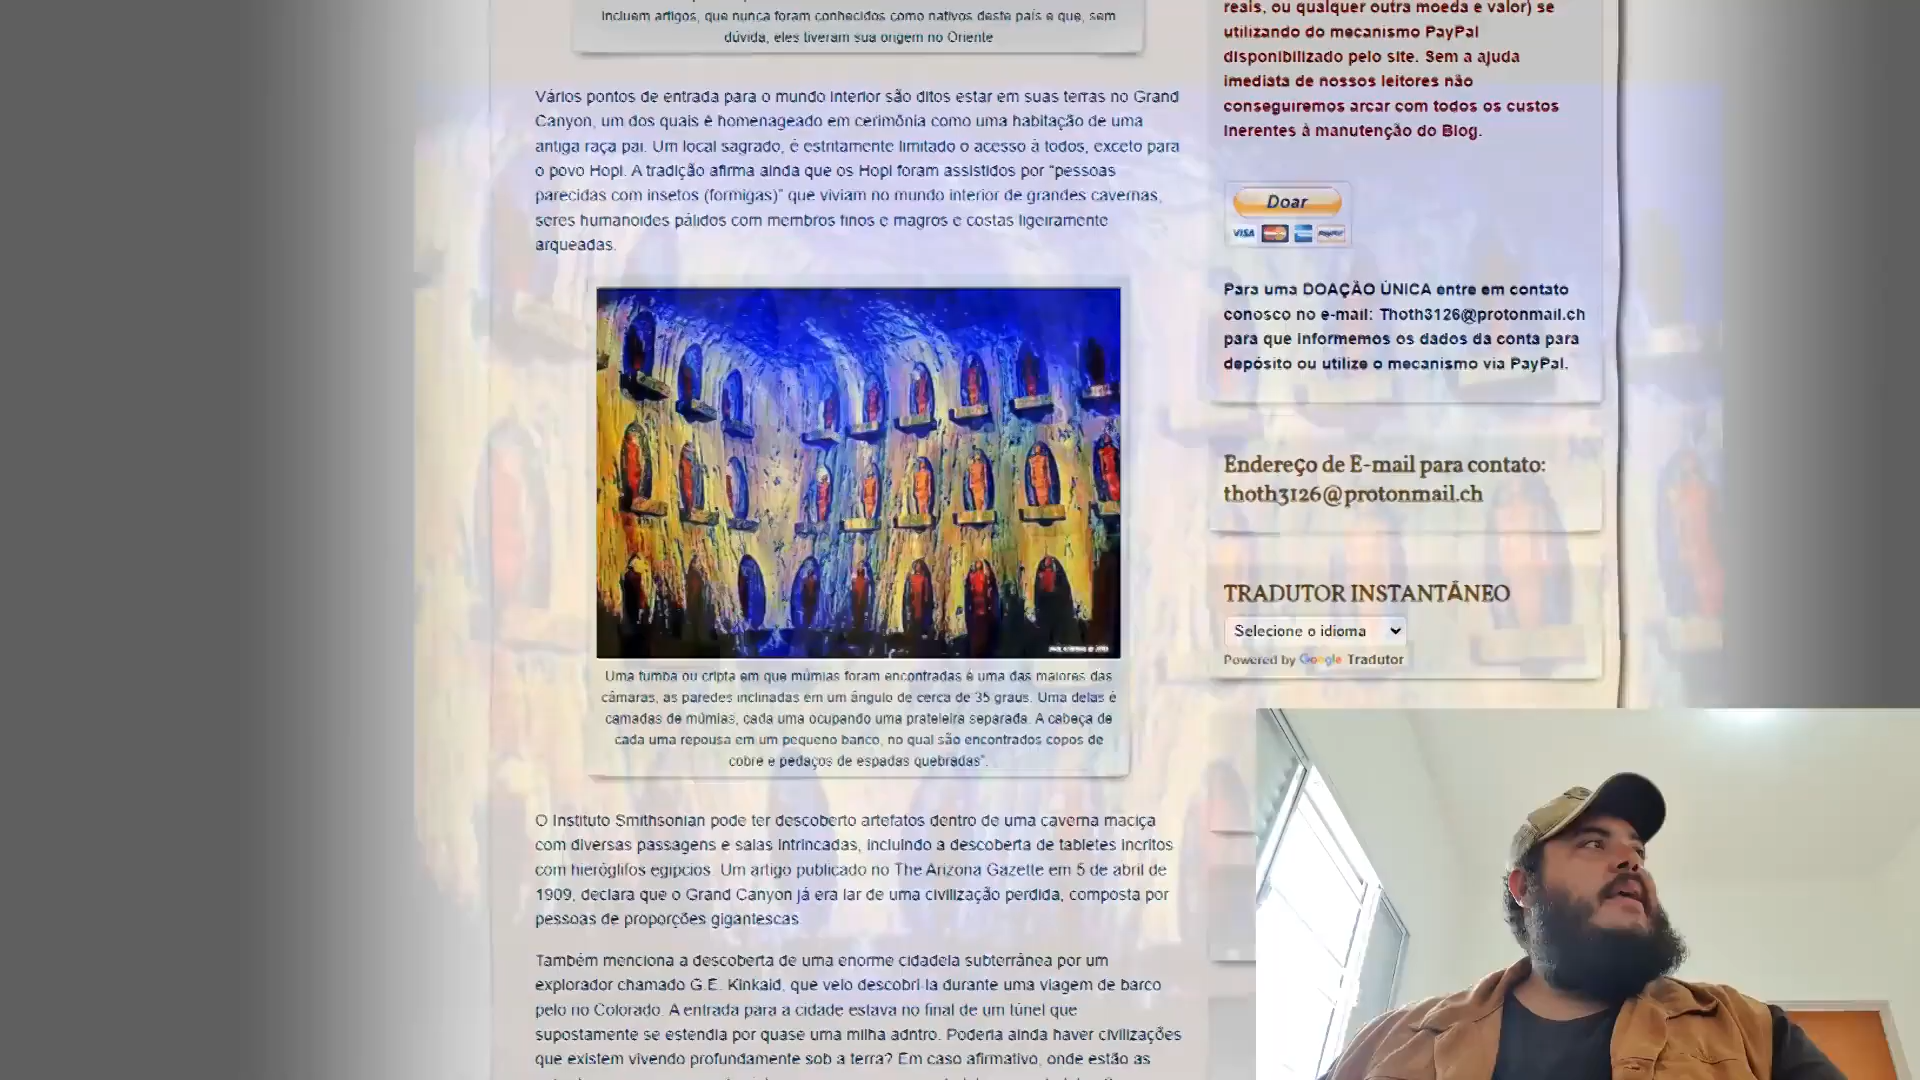 incluem artigos, que nunca foram conhecidos como nativos deste país e que, sem
dúvida, eles tiveram sua origem no Oriente
Vários pontos de entrada para o mundo interior são ditos estar em suas terras no Grand
Canyon, um dos quais é homenageado em cerimônia como uma habitação de uma
antiga raça pai. Um local sagrado, é estritamente limitado o acesso à todos, exceto para
o povo Hopi. A tradição afirma ainda que os Hopi foram assistidos por “pessoas
parecidas com insetos (formigas)” que viviam no mundo interior de grandes cavernas,
seres humanoides pálidos com membros finos e magros e costas ligeiramente
arqueadas.
Uma tumba ou cripta em que múmias foram encontradas é uma das maiores das
câmaras, as paredes inclinadas em um ângulo de cerca de 35 graus. Uma delas é
camadas de múmias, cada uma ocupando uma prateleira separada. A cabeça de
cada uma repousa em um pequeno banco, no qual são encontrados copos de
cobre e pedaços de espadas quebradas”.
O Instituto Smithsonian pode ter descoberto artefatos dentro de uma caverna maciça
com diversas passagens e salas intrincadas, incluindo a descoberta de tabletes incritos
com hieróglifos egípcios. Um artigo publicado no The Arizona Gazette em 5 de abril de
1909, declara que o Grand Canyon já era lar de uma civilização perdida, composta por
pessoas de proporções gigantescas.
Também menciona a descoberta de uma enorme cidadela subterrânea por um
explorador chamado G.E. Kinkaid, que veio descobri-la durante uma viagem de barco
pelo rio Colorado. A entrada para a cidade estava no final de um túnel que
supostamente se estendia por quase uma milha adntro. Poderia ainda haver civilizações
que existem vivendo profundamente sob a terra? Em caso afirmativo, onde estão as
reais, ou qualquer outra moeda e valor) se
utilizando do mecanismo PayPal
disponibilizado pelo site. Sem a ajuda
imediata de nossos leitores não
conseguiremos arcar com todos os custos
inerentes à manutenção do Blog.
Doar
VISA
PayPal
Para uma DOAÇÃO ÚNICA entre em contato
conosco no e-mail: Thoth3126@protonmail.ch
para que informemos os dados da conta para
depósito ou utilize o mecanismo via PayPal.
Endereço de E-mail para contato:
thoth3126@protonmail.ch
TRADUTOR INSTANTÂNEO
Selecione o idioma
Powered by Google Tradutor